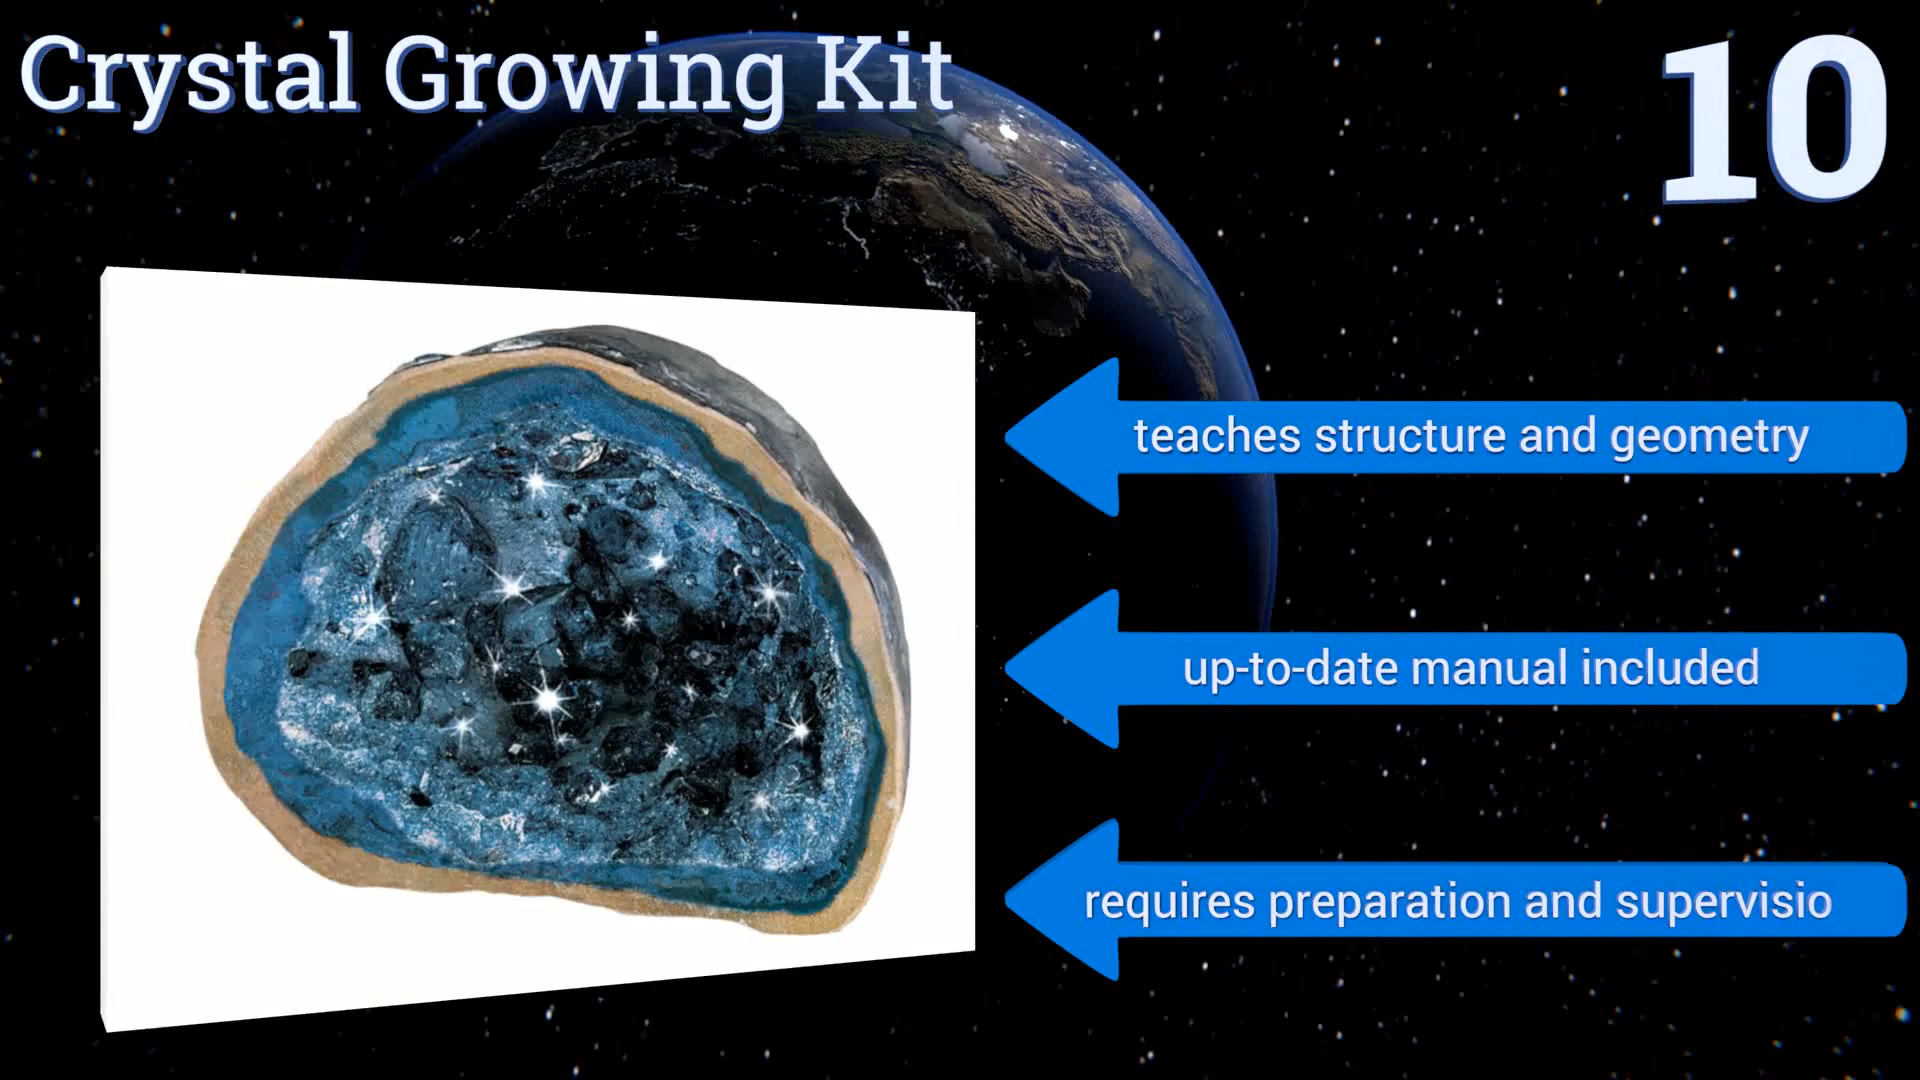 Crystal Growing Kit
10
teaches structure and geometry
up-to-date manual included
requires preparation and supervisio